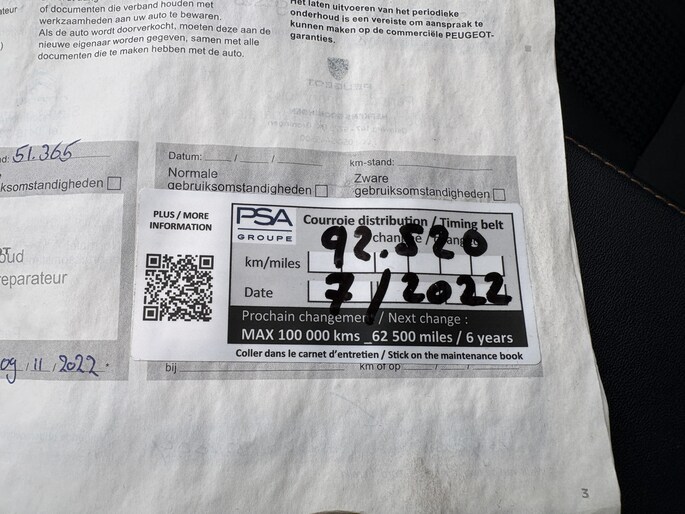 of documenten die verband houden met
werkzaamheden aan uw auto te bewaren.
Als de auto wordt doorverkocht, moeten deze aan de
nieuwe eigenaar worden gegeven, samen met alle
documenten die te maken hebben met de auto.
Het laten uitvoeren van het periodieke
onderhoud is een vereiste om aanspraak te
kunnen maken op de commerciële PEUGEOT-
garanties.
PEUGEOT
51.365
ksomstandigheden
eparateur
09/11/2022.
Datum: / /
km-stand:
Normale
gebruiksomstandigheden
Zware
gebruiksomstandigheden
PLUS / MORE
INFORMATION
PSA
GROUPE
Courroie distribution / Timing belt
km/miles
92.520
Date
7/2022
Prochain changement / Next change :
MAX 100 000 kms _62 500 miles / 6 years
Coller dans le carnet d'entretien / Stick on the maintenance book
bij
km of op / /
3